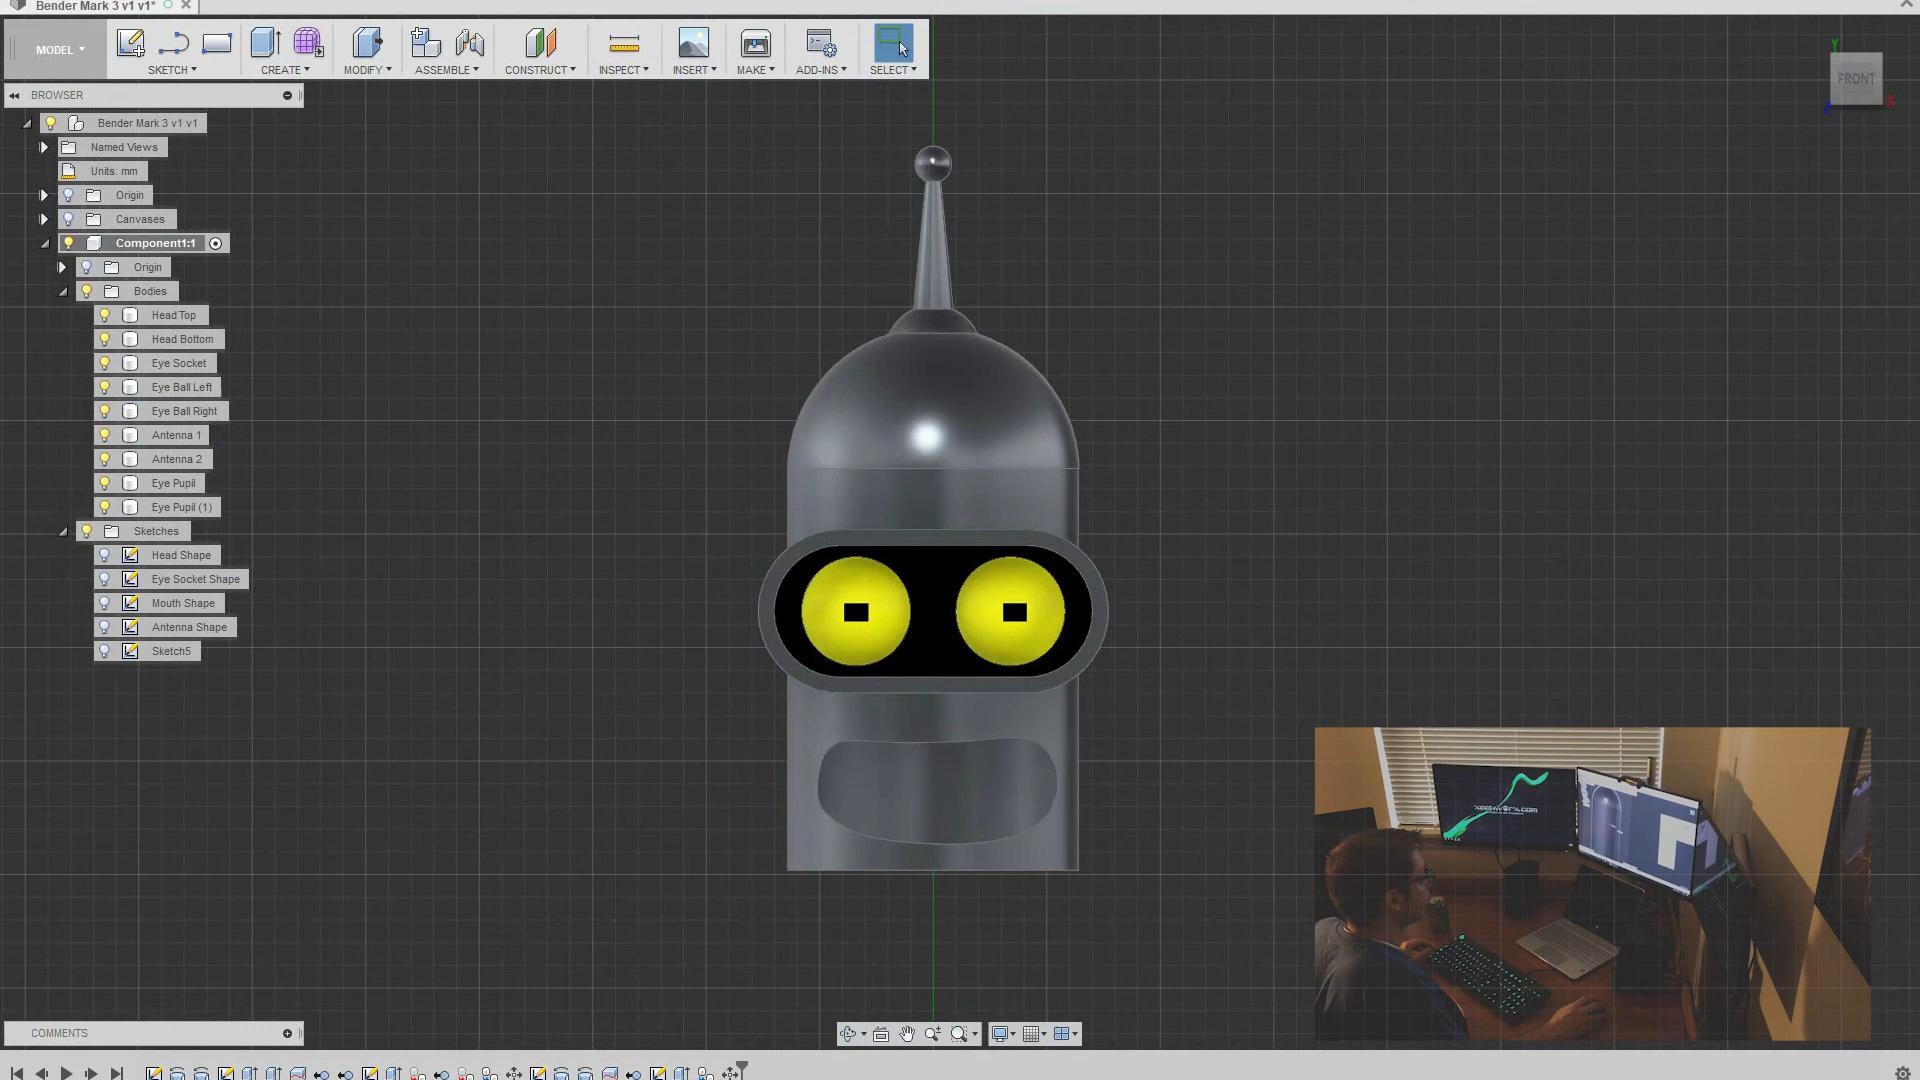 Bender Mark 3 v1 v1*
MODEL
SKETCH
CREATE
MODIFY
ASSEMBLE
CONSTRUCT
INSPECT
INSERT
MAKE
ADD-INS
SELECT
Y
FRONT
X
Z
BROWSER
Bender Mark 3 v1 v1
Named Views
Units: mm
Origin
Canvases
Component1:1
Origin
Bodies
Head Top
Head Bottom
Eye Socket
Eye Ball Left
Eye Ball Right
Antenna 1
Antenna 2
Eye Pupil
Eye Pupil (1)
Sketches
Head Shape
Eye Socket Shape
Mouth Shape
Antenna Shape
Sketch5
COMMENTS